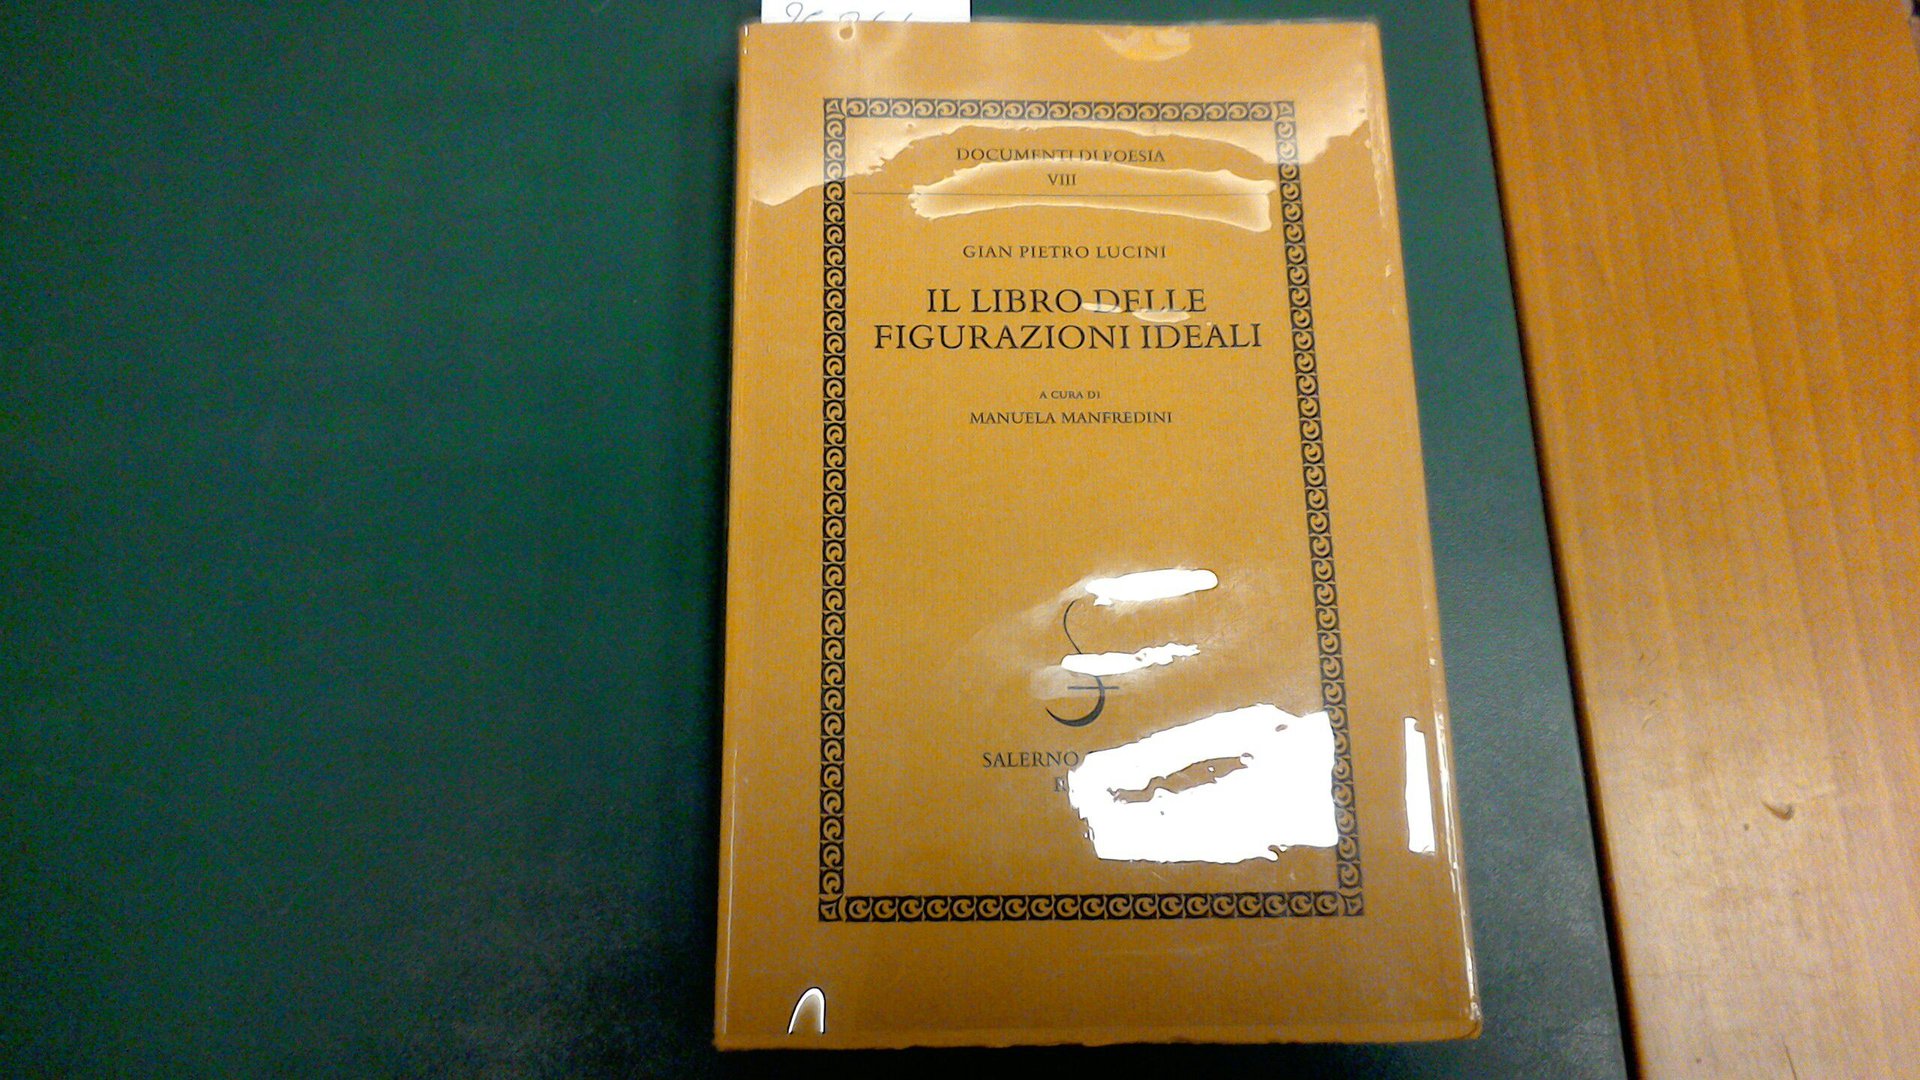 DOCUMENTI DI POESIA
VIII
GIAN PIETRO LUCINI
IL LIBRO DELLE
FIGURAZIONI IDEALI
A CURA DI
MANUELA MANFREDINI
SALERNO